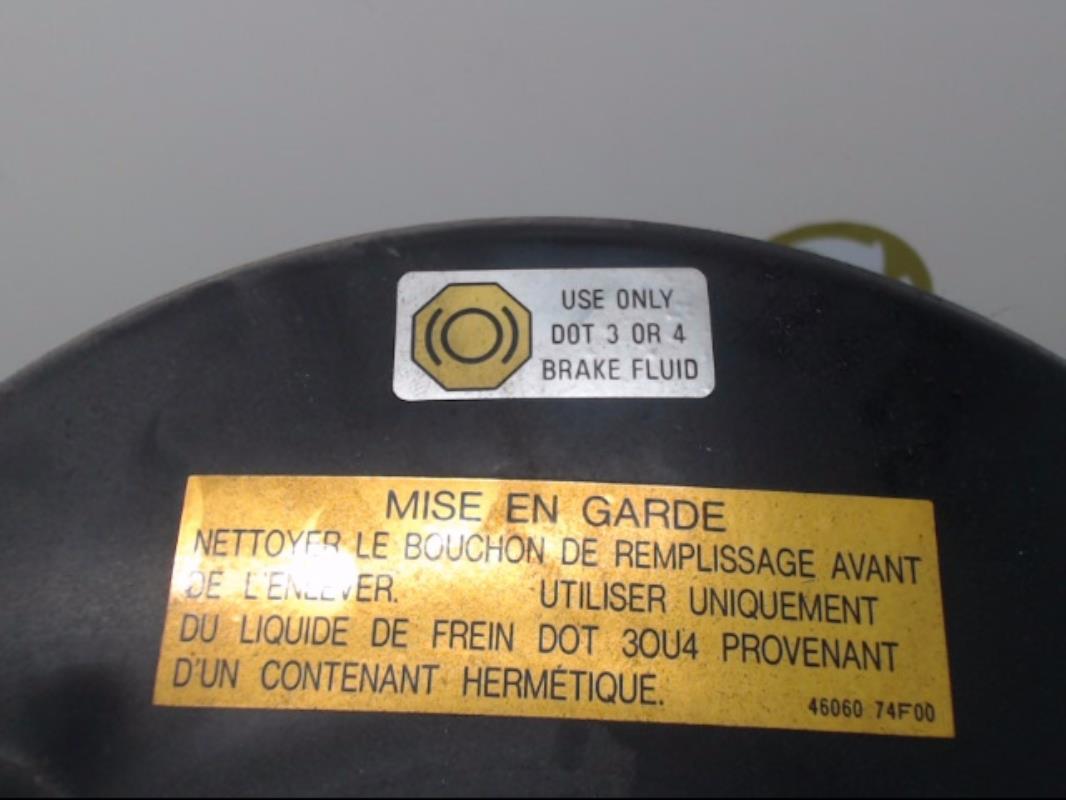 USE ONLY
DOT 3 OR 4
BRAKE FLUID
MISE EN GARDE
NETTOYER LE BOUCHON DE REMPLISSAGE AVANT
DE L'ENLEVER. UTILISER UNIQUEMENT
DU LIQUIDE DE FREIN DOT 3OU4 PROVENANT
D'UN CONTENANT HERMÉTIQUE.
46060 74F00